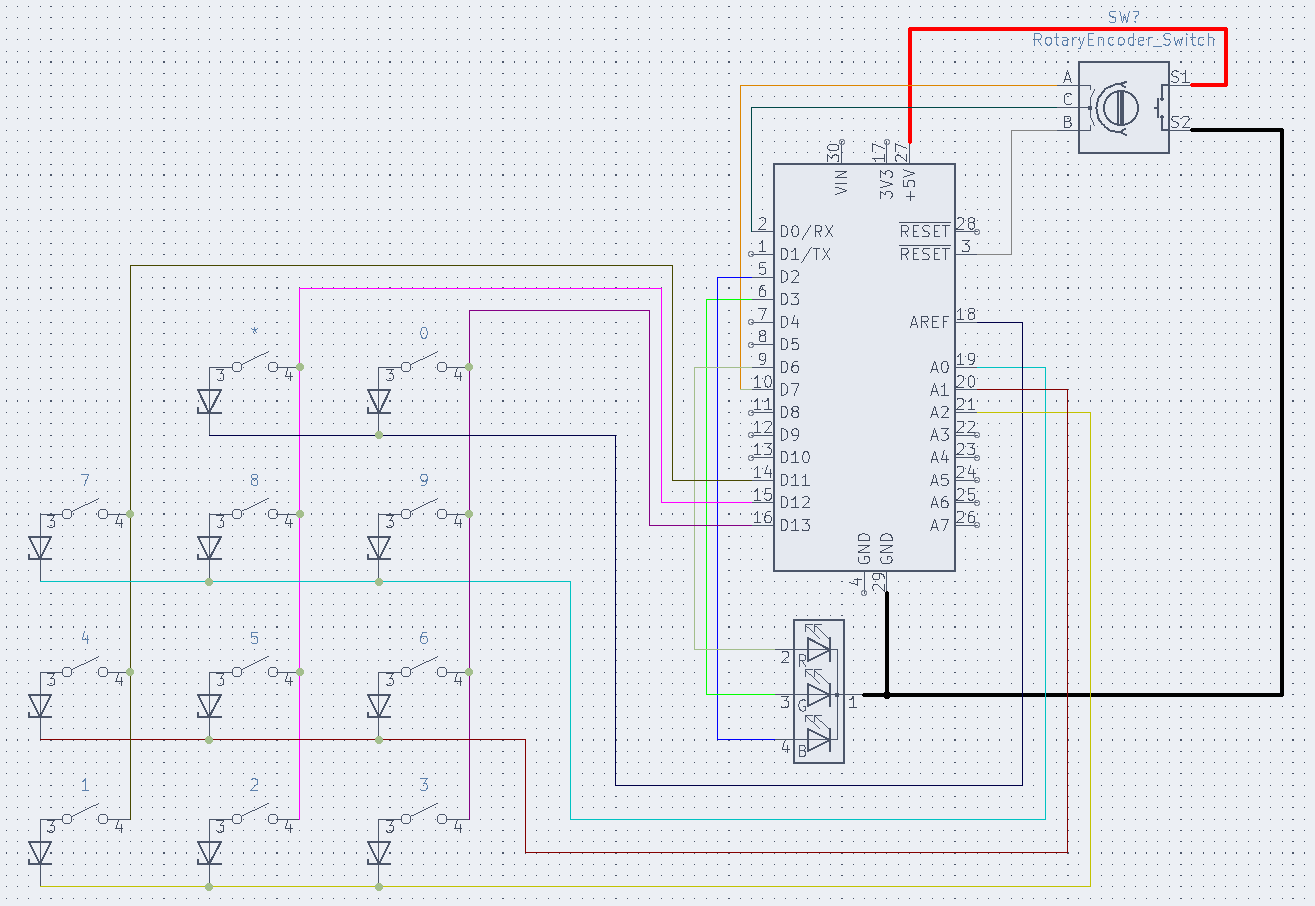 SW?
RotaryEncoder_Switch
A S1
C
B S2
30 17 27
VIN 3V3 +5V
2 D0/RX RESET 28
1 D1/TX RESET 3
5 D2
6 D3
7 D4 AREF 18
8 D5
9 D6 A0 19
10 D7 A1 20
11 D8 A2 21
12 D9 A3 22
13 D10 A4 23
14 D11 A5 24
15 D12 A6 25
16 D13 A7 26
GND GND
4 29
* 0
3 4 3 4
7 8 9
3 4 3 4 3 4
4 5 6
3 4 3 4 3 4
1 2 3
3 4 3 4 3 4
2 R
3 G 1
4 B